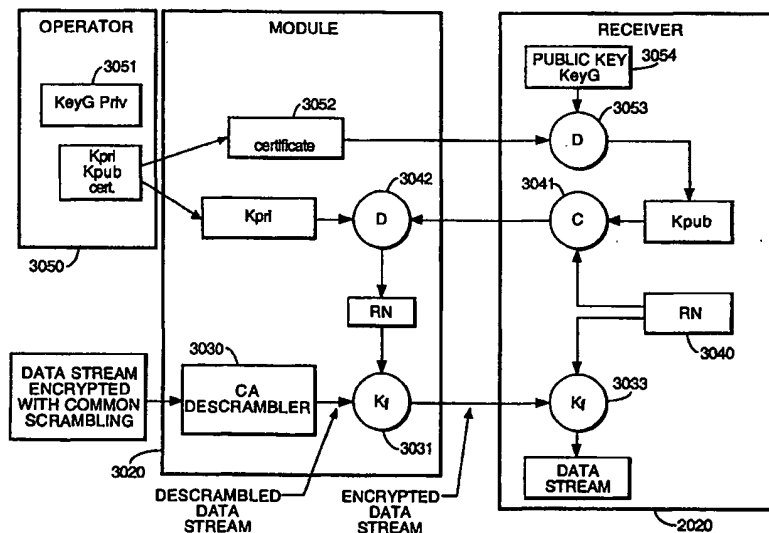 OPERATOR
3051
KeyG Priv
Kpri
Kpub
cert.
3050
MODULE
3052
certificate
3042
Kpri
D
RN
3030
CA
DESCRAMBLER
Kf
3031
3020
DATA STREAM
ENCRYPTED
WITH COMMON
SCRAMBLING
DESCRAMBLED
DATA
STREAM
ENCRYPTED
DATA
STREAM
RECEIVER
3054
PUBLIC KEY
KeyG
3053
D
3041
C
Kpub
RN
3040
3033
Kf
DATA
STREAM
2020